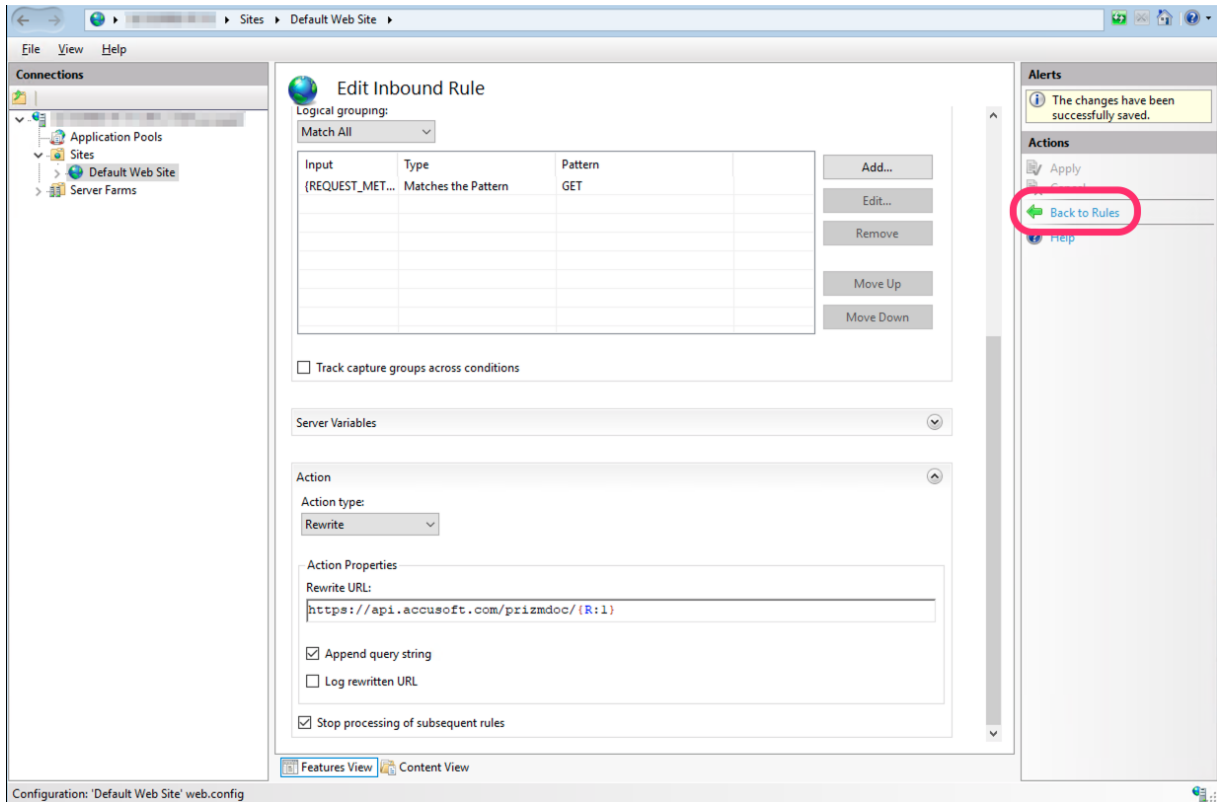 Sites Default Web Site
File View Help
Connections
Application Pools
Sites
Default Web Site
Server Farms
Edit Inbound Rule
Logical grouping:
Match All
Input Type Pattern
{REQUEST_MET... Matches the Pattern GET
Add...
Edit...
Remove
Move Up
Move Down
Track capture groups across conditions
Server Variables
Action
Action type:
Rewrite
Action Properties
Rewrite URL:
https://api.accusoft.com/prizmdoc/{R:1}
Append query string
Log rewritten URL
Stop processing of subsequent rules
Features View Content View
Alerts
The changes have been
successfully saved.
Actions
Apply
Cancel
Back to Rules
Help
Configuration: 'Default Web Site' web.config